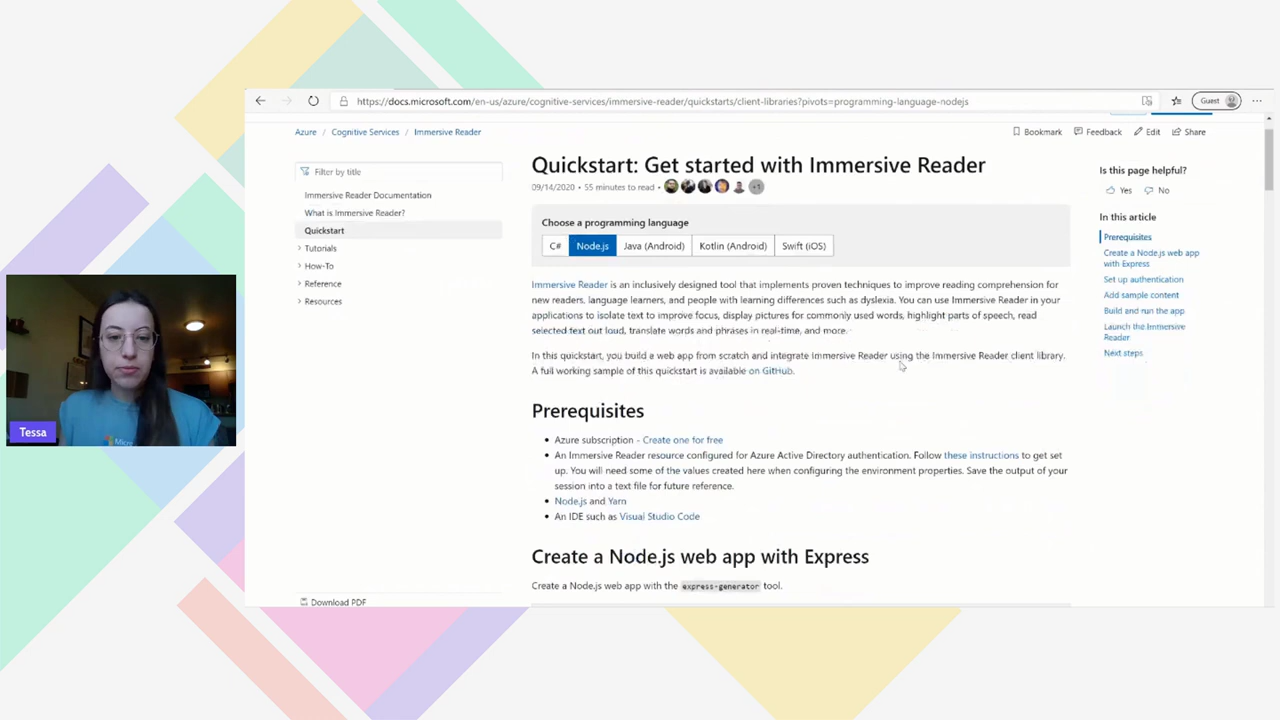 https://docs.microsoft.com/en-us/azure/cognitive-services/immersive-reader/quickstarts/client-libraries?pivots=programming-language-nodejs
Guest
Azure / Cognitive Services / Immersive Reader
Bookmark Feedback Edit Share
Filter by title
Immersive Reader Documentation
What is Immersive Reader?
Quickstart
Tutorials
How-To
Reference
Resources
Download PDF
Quickstart: Get started with Immersive Reader
09/14/2020 • 55 minutes to read • +1
Choose a programming language
C# Node.js Java (Android) Kotlin (Android) Swift (iOS)
Immersive Reader is an inclusively designed tool that implements proven techniques to improve reading comprehension for
new readers, language learners, and people with learning differences such as dyslexia. You can use Immersive Reader in your
applications to isolate text to improve focus, display pictures for commonly used words, highlight parts of speech, read
selected text out loud, translate words and phrases in real-time, and more.
In this quickstart, you build a web app from scratch and integrate Immersive Reader using the Immersive Reader client library.
A full working sample of this quickstart is available on GitHub.
Prerequisites
• Azure subscription - Create one for free
• An Immersive Reader resource configured for Azure Active Directory authentication. Follow these instructions to get set
up. You will need some of the values created here when configuring the environment properties. Save the output of your
session into a text file for future reference.
• Node.js and Yarn
• An IDE such as Visual Studio Code
Create a Node.js web app with Express
Create a Node.js web app with the express-generator tool.
Is this page helpful?
Yes No
In this article
Prerequisites
Create a Node.js web app
with Express
Set up authentication
Add sample content
Build and run the app
Launch the Immersive
Reader
Next steps
Tessa